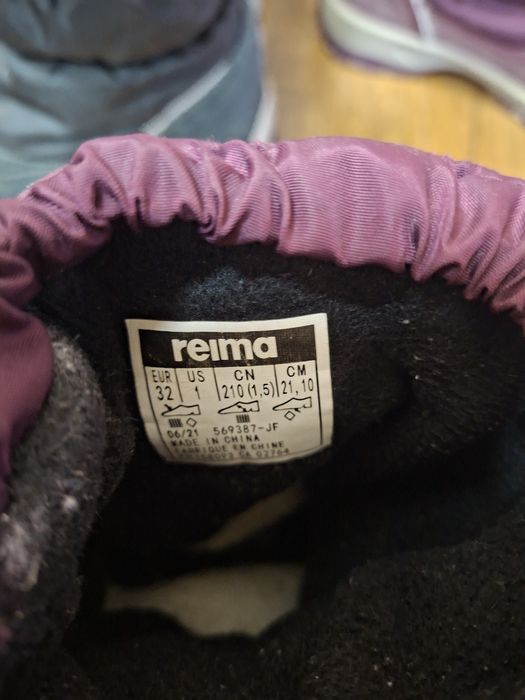 reima
EUR US CN CM
32 1 210 (1,5) 21, 10
06/21 569387-JF
MADE IN CHINA
FABRIQUE EN CHINE
02764